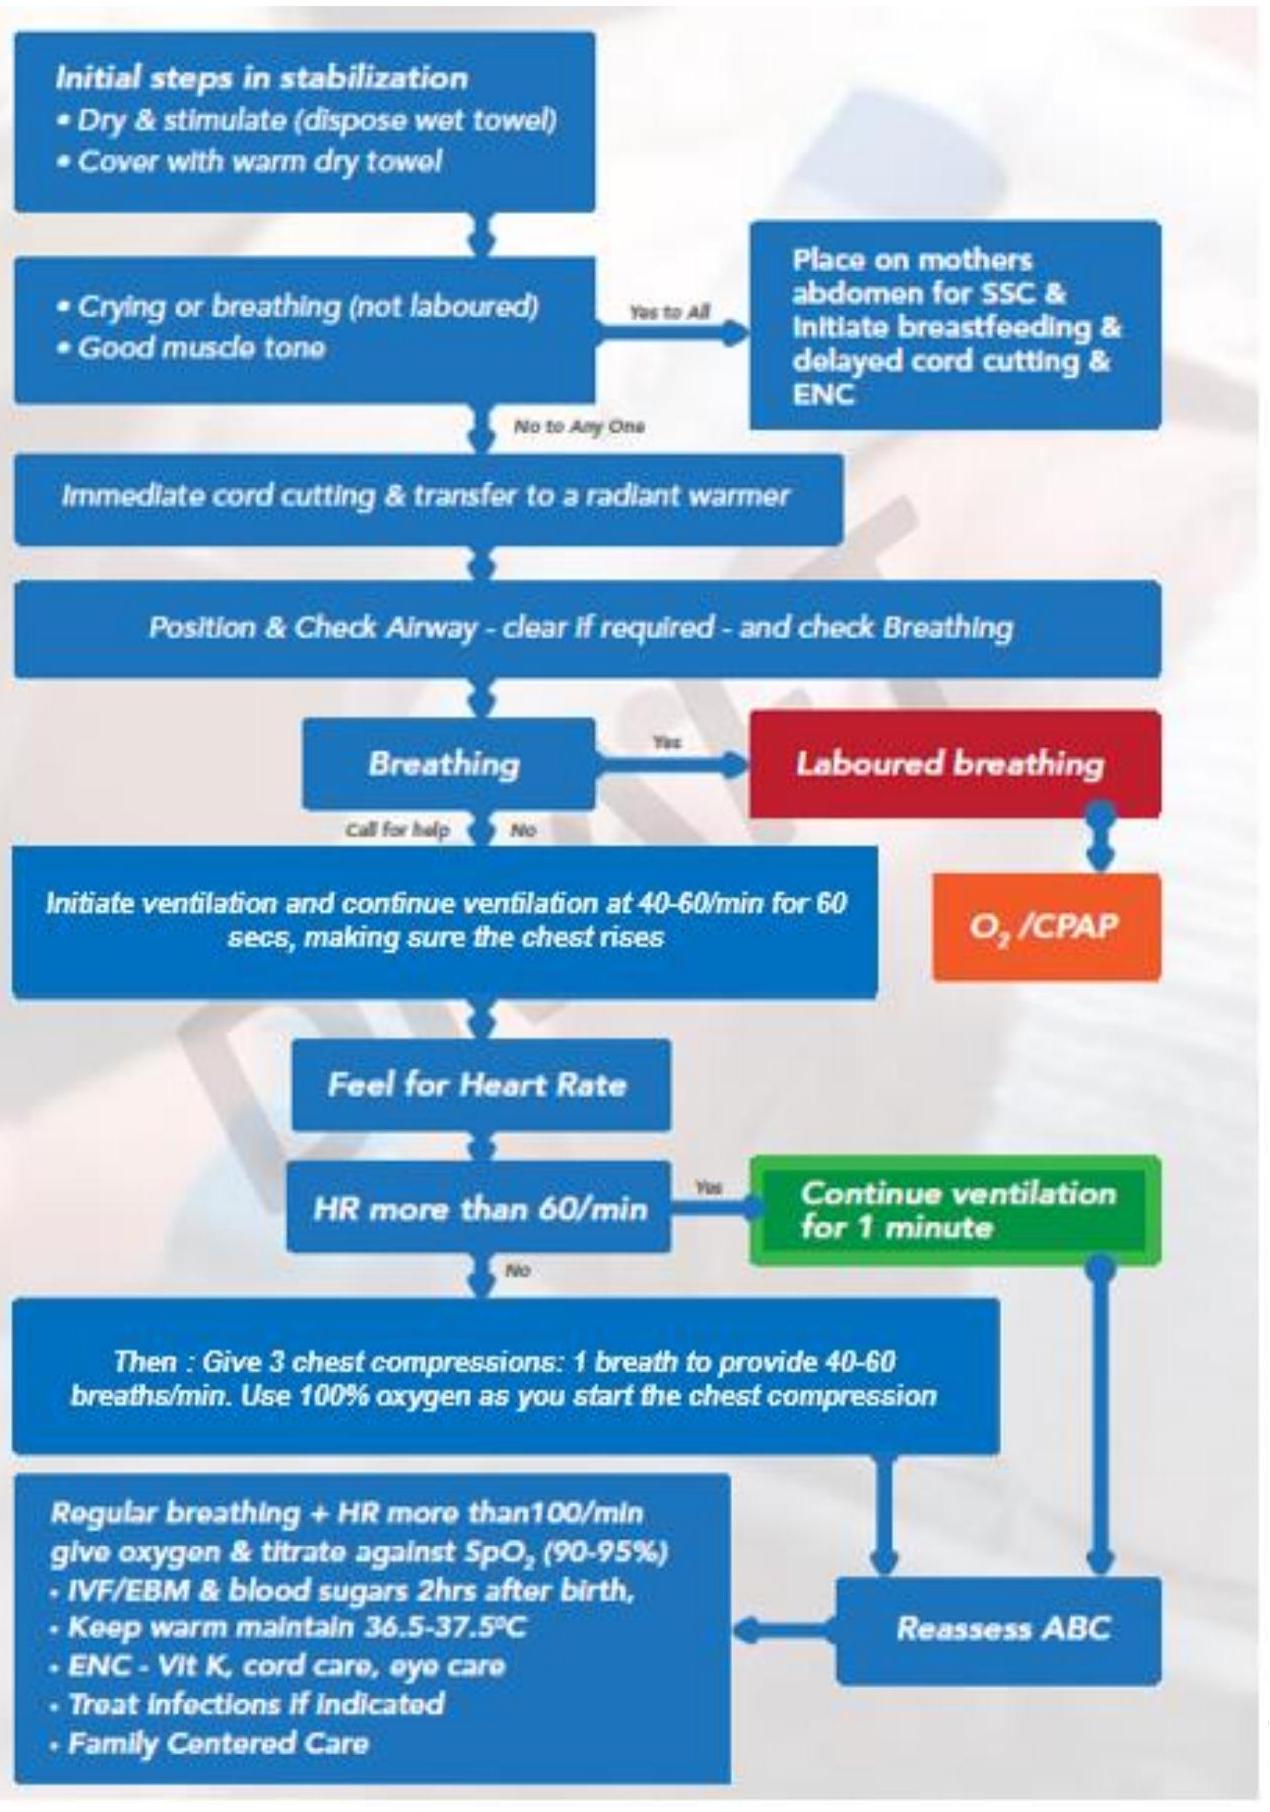 Initial steps in stabilization
• Dry & stimulate (dispose wet towel)
• Cover with warm dry towel
• Crying or breathing (not laboured)
• Good muscle tone
Yes to All
Place on mothers
abdomen for SSC &
initiate breastfeeding &
delayed cord cutting &
ENC
No to Any One
Immediate cord cutting & transfer to a radiant warmer
Position & Check Airway - clear if required - and check Breathing
Breathing
Yes
Laboured breathing
Call for help
No
O₂ /CPAP
Initiate ventilation and continue ventilation at 40-60/min for 60
secs, making sure the chest rises
Feel for Heart Rate
HR more than 60/min
Yes
Continue ventilation
for 1 minute
No
Then : Give 3 chest compressions: 1 breath to provide 40-60
breaths/min. Use 100% oxygen as you start the chest compression
Regular breathing + HR more than100/min
give oxygen & titrate against SpO₂ (90-95%)
- IVF/EBM & blood sugars 2hrs after birth,
- Keep warm maintain 36.5-37.5ºC
- ENC - Vit K, cord care, eye care
- Treat infections if indicated
- Family Centered Care
Reassess ABC
DRAFT